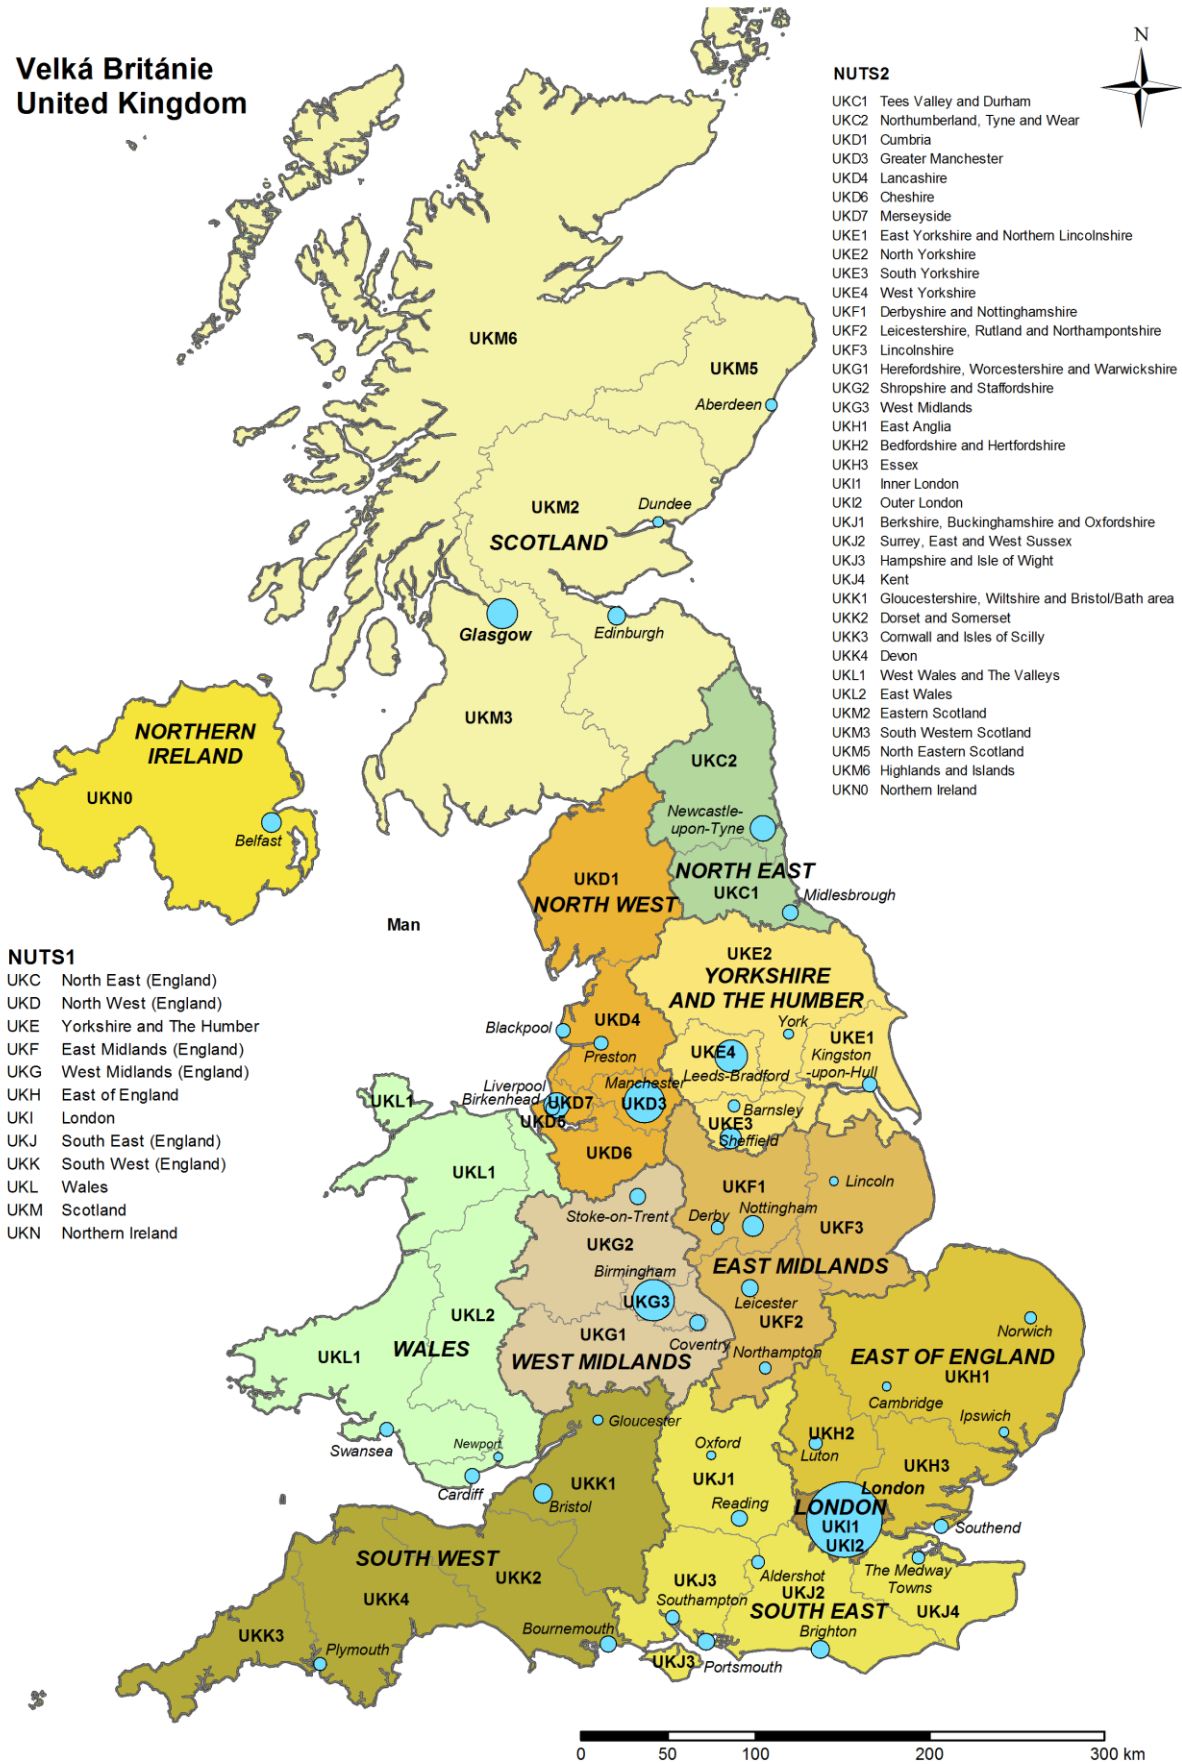 Velká Británie
United Kingdom
N
NUTS2
UKC1 Tees Valley and Durham
UKC2 Northumberland, Tyne and Wear
UKD1 Cumbria
UKD3 Greater Manchester
UKD4 Lancashire
UKD6 Cheshire
UKD7 Merseyside
UKE1 East Yorkshire and Northern Lincolnshire
UKE2 North Yorkshire
UKE3 South Yorkshire
UKE4 West Yorkshire
UKF1 Derbyshire and Nottinghamshire
UKF2 Leicestershire, Rutland and Northampontshire
UKF3 Lincolnshire
UKG1 Herefordshire, Worcestershire and Warwickshire
UKG2 Shropshire and Staffordshire
UKG3 West Midlands
UKH1 East Anglia
UKH2 Bedfordshire and Hertfordshire
UKH3 Essex
UKI1 Inner London
UKI2 Outer London
UKJ1 Berkshire, Buckinghamshire and Oxfordshire
UKJ2 Surrey, East and West Sussex
UKJ3 Hampshire and Isle of Wight
UKJ4 Kent
UKK1 Gloucestershire, Wiltshire and Bristol/Bath area
UKK2 Dorset and Somerset
UKK3 Cornwall and Isles of Scilly
UKK4 Devon
UKL1 West Wales and The Valleys
UKL2 East Wales
UKM2 Eastern Scotland
UKM3 South Western Scotland
UKM5 North Eastern Scotland
UKM6 Highlands and Islands
UKN0 Northern Ireland
UKM6
UKM5
Aberdeen
UKM2
Dundee
SCOTLAND
Glasgow
Edinburgh
UKM3
NORTHERN
IRELAND
UKN0
Belfast
UKC2
Newcastle-
upon-Tyne
NORTH EAST
UKC1
Midlesbrough
UKD1
NORTH WEST
Man
NUTS1
UKC North East (England)
UKD North West (England)
UKE Yorkshire and The Humber
UKF East Midlands (England)
UKG West Midlands (England)
UKH East of England
UKI London
UKJ South East (England)
UKK South West (England)
UKL Wales
UKM Scotland
UKN Northern Ireland
UKE2
YORKSHIRE
AND THE HUMBER
York
UKE1
Kingston
-upon-Hull
UKE4
Leeds-Bradford
UKD4
Blackpool
Preston
Liverpool
Birkenhead
UKD7
UKD5
Manchester
UKD3
UKD6
Barnsley
UKE3
Sheffield
UKL1
UKL1
UKF1
Lincoln
Derby
Nottingham
UKF3
Stoke-on-Trent
UKG2
EAST MIDLANDS
Birmingham
UKG3
Leicester
UKF2
UKL2
UKG1
Coventry
Northampton
WEST MIDLANDS
WALES
UKL1
Norwich
EAST OF ENGLAND
UKH1
Cambridge
Ipswich
Swansea
Newport
Cardiff
Gloucester
UKK1
Bristol
Oxford
UKJ1
Reading
UKH2
Luton
UKH3
London
LONDON
UKI1
UKI2
Southend
SOUTH WEST
UKK2
UKK4
UKK3
Plymouth
Bournemouth
UKJ3
Southampton
UKJ3
Portsmouth
Aldershot
UKJ2
SOUTH EAST
Brighton
The Medway
Towns
UKJ4
0 50 100 200 300 km